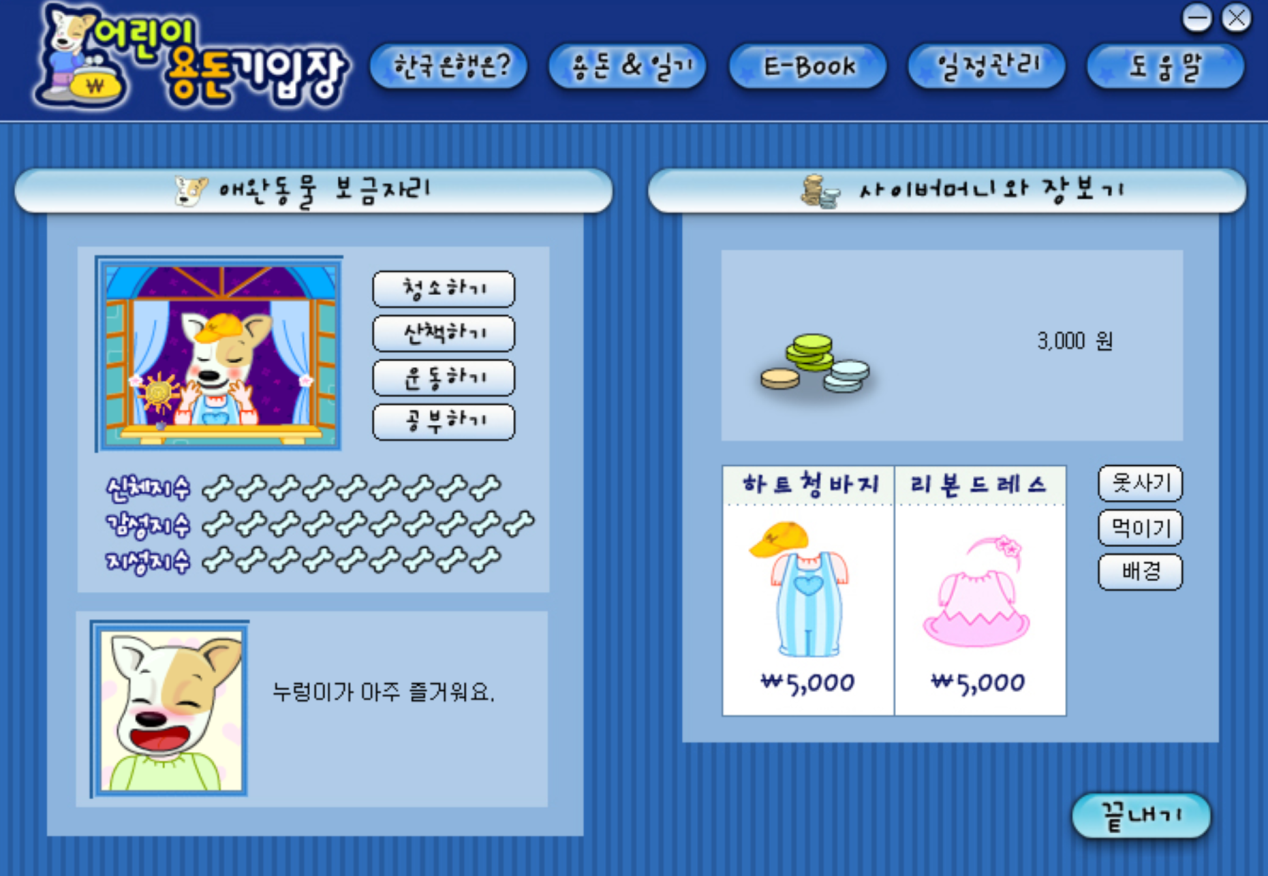 어린이
용돈기입장
한국은행은?
용돈 & 일기
E-Book
일정관리
도움말
애완동물 보금자리
청소하기
산책하기
운동하기
공부하기
신체지수
감성지수
지성지수
누렁이가 아주 즐거워요.
사이버머니와 장보기
3,000 원
하트청바지
리본드레스
₩5,000
₩5,000
옷사기
먹이기
배경
끝내기